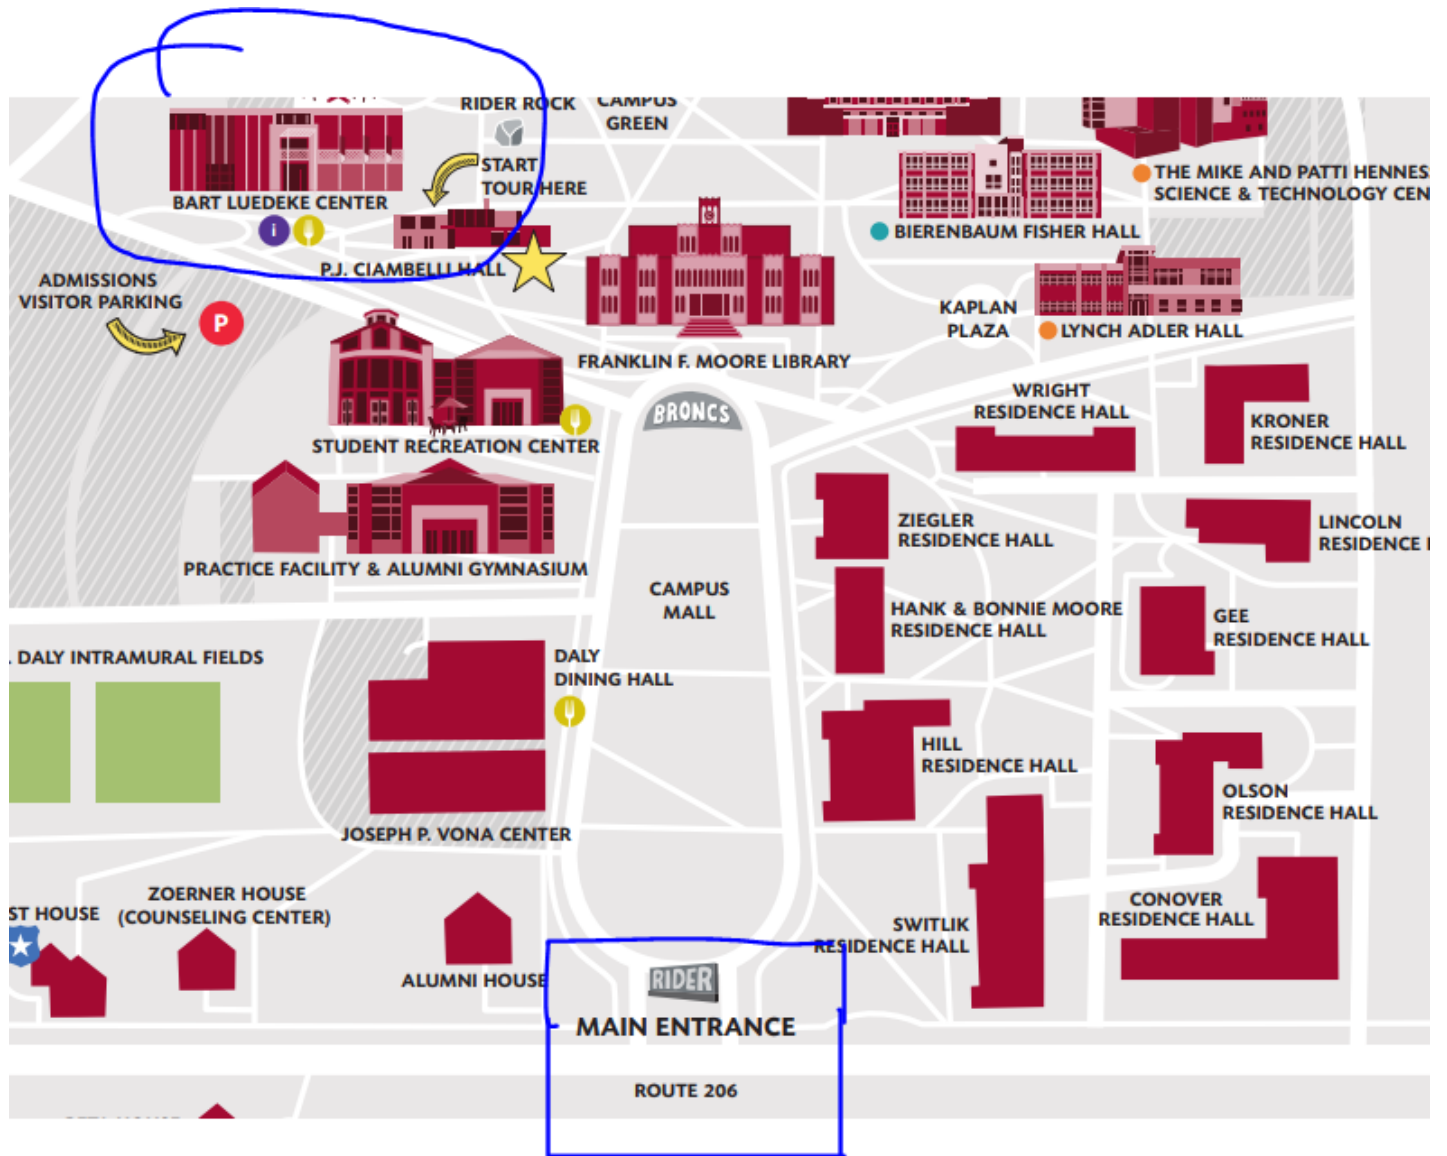 RIDER ROCK
CAMPUS
GREEN
START
TOUR HERE
THE MIKE AND PATTI
SCIENCE & TECHNOLOGY
BART LUEDEKE CENTER
i
BIERENBAUM FISHER HALL
P.J. CIAMBELLI HALL
ADMISSIONS
VISITOR PARKING
P
KAPLAN
PLAZA
LYNCH ADLER HALL
FRANKLIN F. MOORE LIBRARY
WRIGHT
RESIDENCE HALL
BRONCS
KRONER
RESIDENCE HALL
STUDENT RECREATION CENTER
ZIEGLER
RESIDENCE HALL
LINCOLN
RESIDENCE
PRACTICE FACILITY & ALUMNI GYMNASIUM
CAMPUS
MALL
HANK & BONNIE MOORE
RESIDENCE HALL
GEE
RESIDENCE HALL
DALY INTRAMURAL FIELDS
DALY
DINING HALL
HILL
RESIDENCE HALL
OLSON
RESIDENCE HALL
JOSEPH P. VONA CENTER
ZOERNER HOUSE
(COUNSELING CENTER)
ST HOUSE
CONOVER
RESIDENCE HALL
SWITLIK
RESIDENCE HALL
ALUMNI HOUSE
RIDER
MAIN ENTRANCE
ROUTE 206